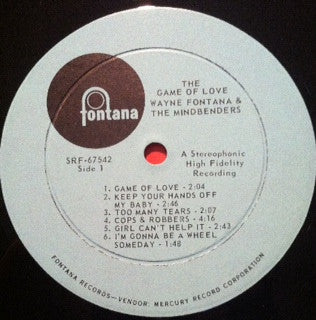 fontana
THE
GAME OF LOVE
WAYNE FONTANA &
THE MINDBENDERS
SRF-67542
Side 1
A Stereophonic
High Fidelity
Recording
1. GAME OF LOVE - 2:04
2. KEEP YOUR HANDS OFF
MY BABY - 2:46
3. TOO MANY TEARS - 2:07
4. COPS & ROBBERS - 4:16
5. GIRL CAN'T HELP IT - 2:43
6. I'M GONNA BE A WHEEL
SOMEDAY - 1:48
FONTANA RECORDS—VENDOR: MERCURY RECORD CORPORATION